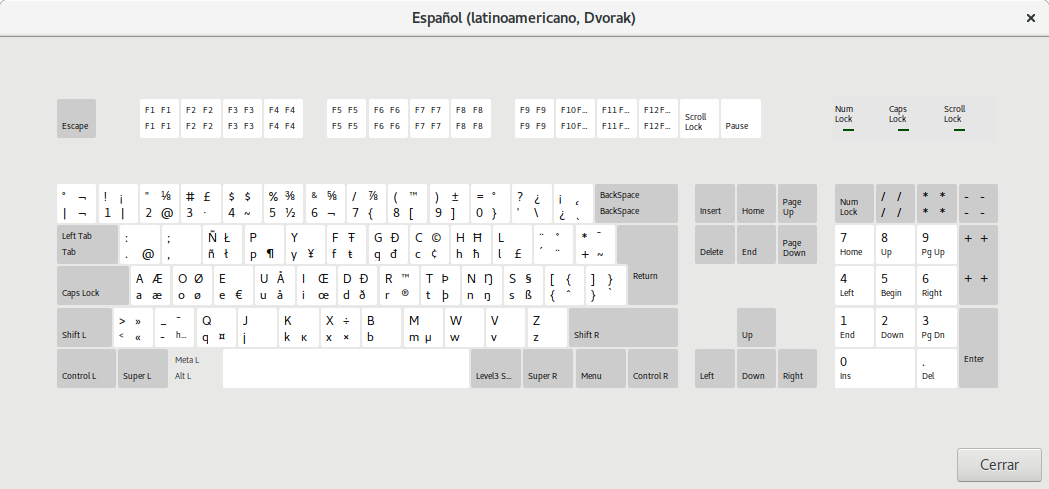 Español (latinoamericano, Dvorak)
F1 F1 F2 F2 F3 F3 F4 F4 F5 F5 F6 F6 F7 F7 F8 F8 F9 F9 F10 F... F11 F... F12 F...
Escape F1 F1 F2 F2 F3 F3 F4 F4 F5 F5 F6 F6 F7 F7 F8 F8 F9 F9 F10 F... F11 F... F12 F... Scroll Lock Pause
Num Lock Caps Lock Scroll Lock
° ¬ ! ¡ " ⅛ # £ $ $ % ⅜ & ⅝ / ⅞ ( ™ ) ± = ° ? ¿ ¡ BackSpace
| ¬ 1 | 2 @ 3 · 4 ~ 5 ½ 6 ¬ 7 { 8 [ 9 ] 0 } ' \ ¿ BackSpace
Insert Home Page Up
Num Lock / / * * - -
/ / * * - -
Left Tab : ; Ñ Ł P Y F Ŧ G Ð C © H Ħ L ¨ ° * ¯
Tab . @ , ñ ł p ¶ y ¥ f ŧ g đ c ¢ h ħ l £ ´ ¨ + ~
Return
Delete End Page Down
7 8 9 + +
Home Up Pg Up
Caps Lock A Æ O Ø E U Å I Œ D Ð R ™ T Þ N Ŋ S § [ { ] }
a æ o ø e € u å i œ d ð r ® t þ n ŋ s ß { ^ } `
4 5 6 + +
Left Begin Right
Shift L > » _ ¯ Q J K X ÷ B M W V Z Shift R
< « - h... q ¤ j k ĸ x × b m µ w v z
Up
1 2 3
End Down Pg Dn
Enter
Control L Super L Meta L
Alt L
Level3 S... Super R Menu Control R
Left Down Right
0 .
Ins Del
Cerrar